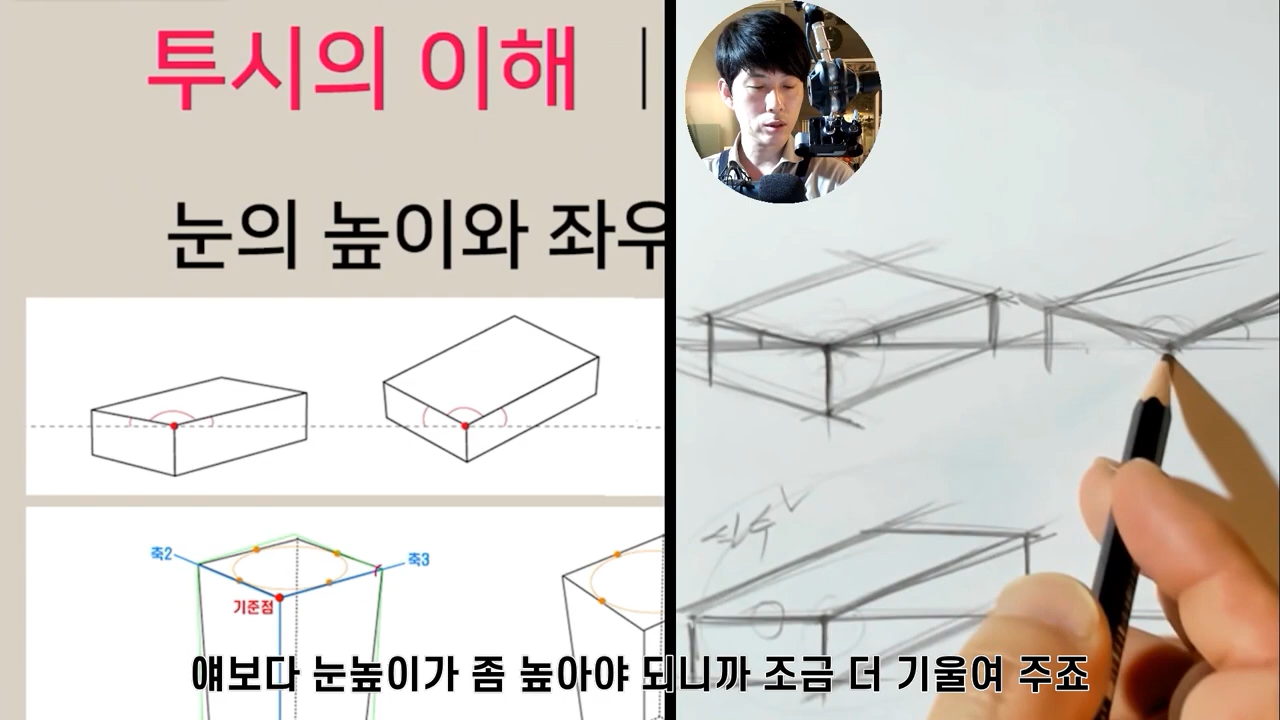 투시의 이해
눈의 높이와 좌우
축2
축3
기준점
얘보다 눈높이가 좀 높아야 되니까 조금 더 기울여 주죠